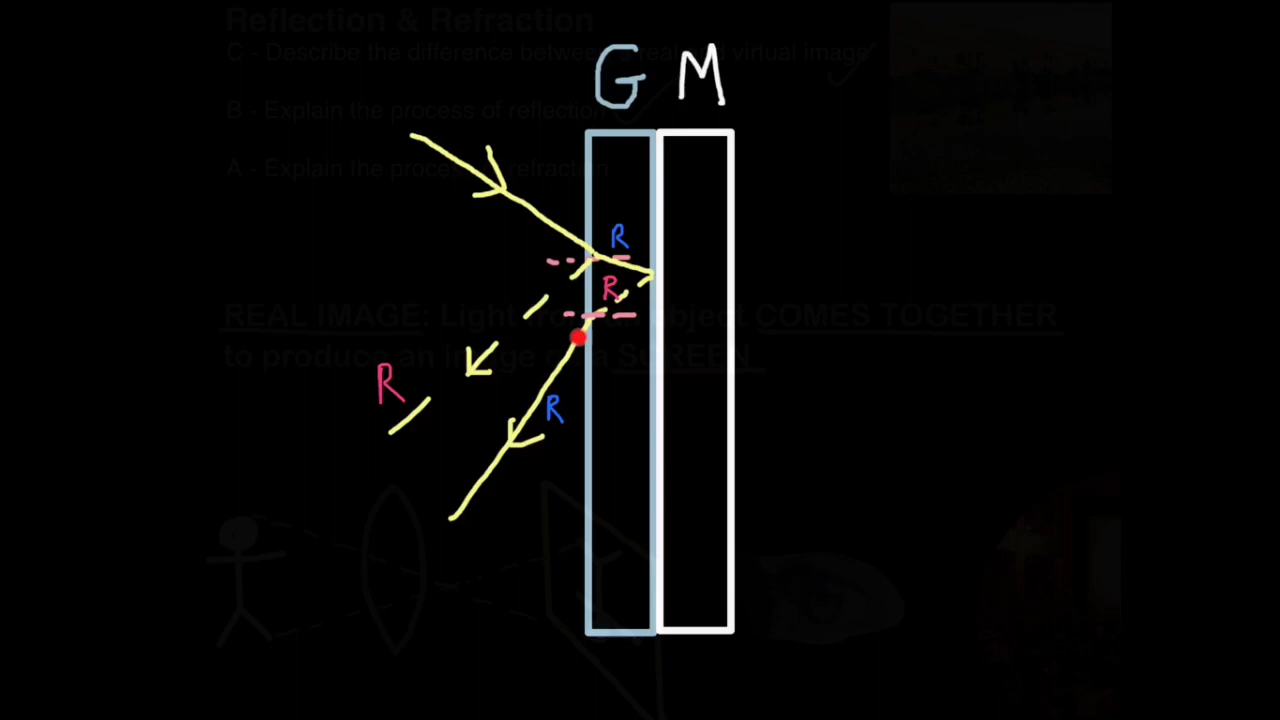 Reflection & Refraction
C - Describe the difference between a real and virtual image
B - Explain the process of reflection
A - Explain the process of refraction
G M
R
R
REAL IMAGE: Light from an object COMES TOGETHER
to produce an image on a SCREEN
R
R